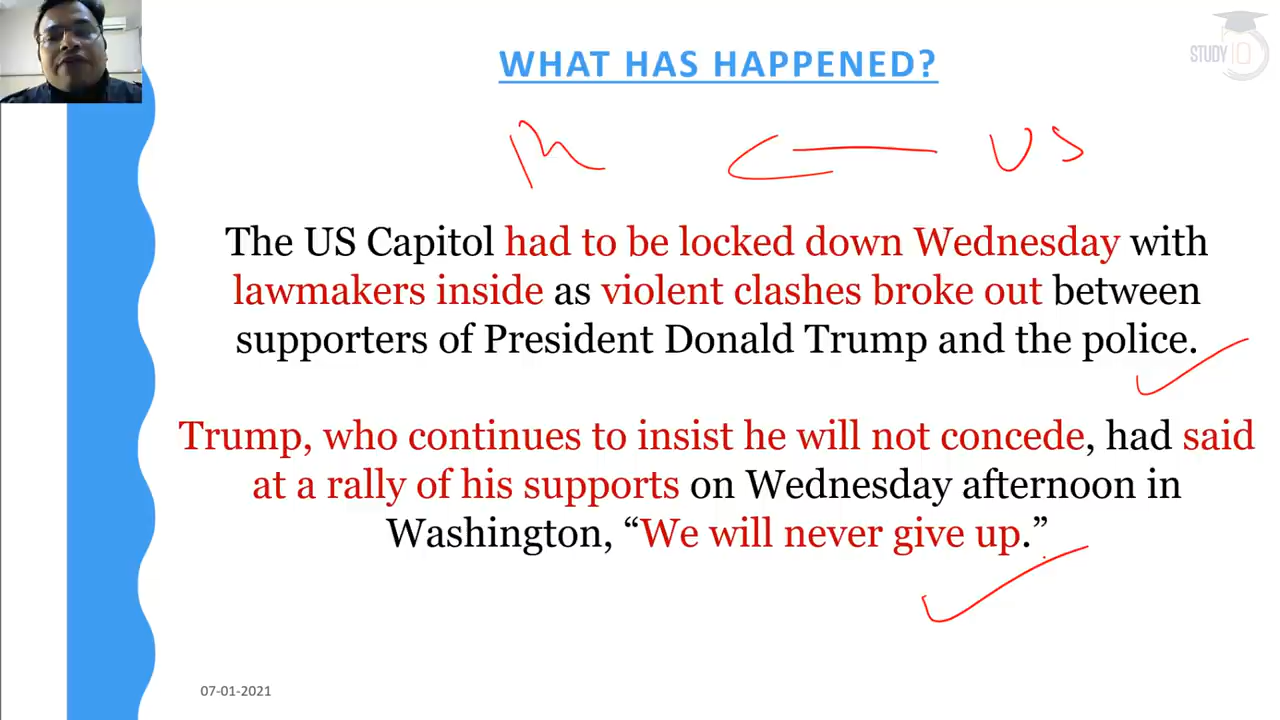 STUDY IQ
WHAT HAS HAPPENED?
US
The US Capitol had to be locked down Wednesday with
lawmakers inside as violent clashes broke out between
supporters of President Donald Trump and the police.
Trump, who continues to insist he will not concede, had said
at a rally of his supports on Wednesday afternoon in
Washington, “We will never give up.”
07-01-2021